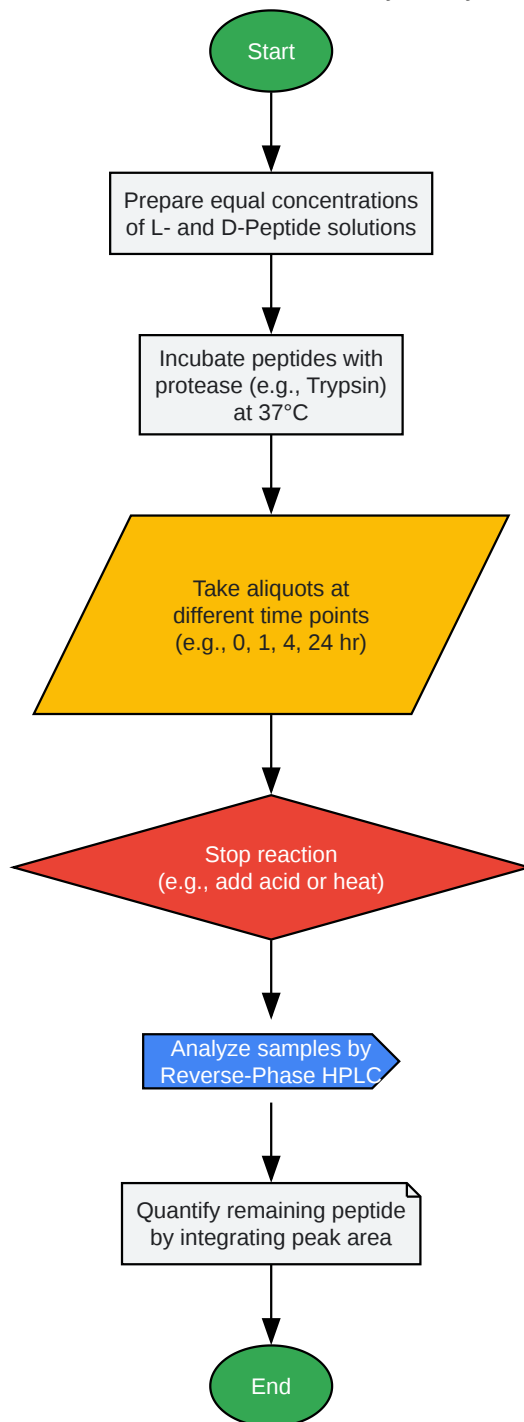 Start
Prepare equal concentrations
of L- and D-Peptide solutions
Incubate peptides with
protease (e.g., Trypsin)
at 37°C
Take aliquots at
different time points
(e.g., 0, 1, 4, 24 hr)
Stop reaction
(e.g., add acid or heat)
Analyze samples by
Reverse-Phase HPLC
Quantify remaining peptide
by integrating peak area
End